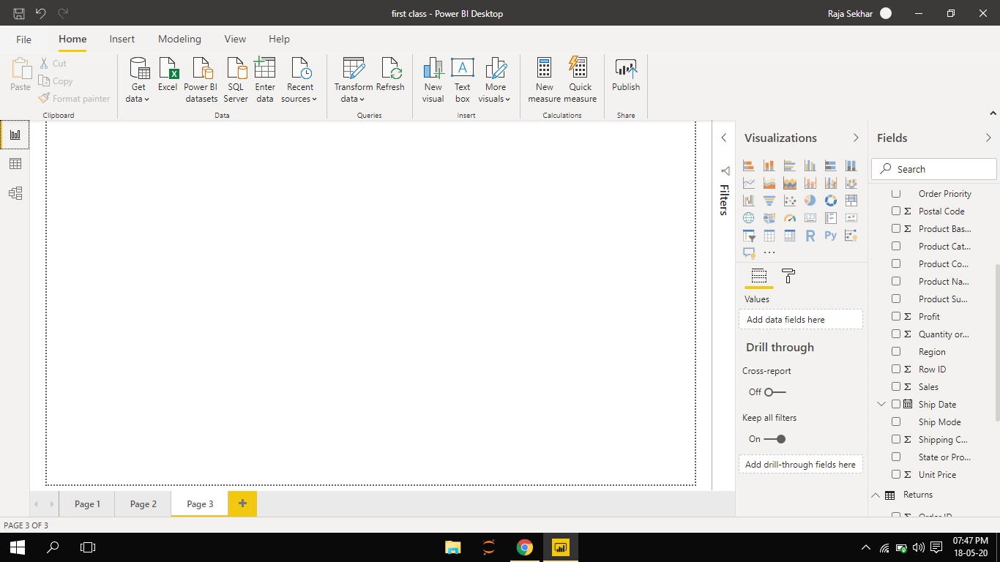 first class - Power BI Desktop
Raja Sekhar
File
Home
Insert
Modeling
View
Help
Paste
Cut
Copy
Format painter
Clipboard
Get data
Excel
Power BI datasets
SQL Server
Enter data
Recent sources
Data
Transform data
Refresh
Queries
New visual
Text box
More visuals
Insert
New measure
Quick measure
Calculations
Publish
Share
Filters
Visualizations
R
Py
123
Values
Add data fields here
Drill through
Cross-report
Off
Keep all filters
On
Add drill-through fields here
Fields
Search
Order Priority
Σ Postal Code
Σ Product Bas...
Product Cat...
Product Co...
Product Na...
Product Su...
Σ Profit
Σ Quantity or...
Region
Σ Row ID
Σ Sales
Ship Date
Ship Mode
Σ Shipping C...
State or Pro...
Σ Unit Price
Returns
Σ Order ID
Page 1
Page 2
Page 3
PAGE 3 OF 3
07:47 PM
18-05-20